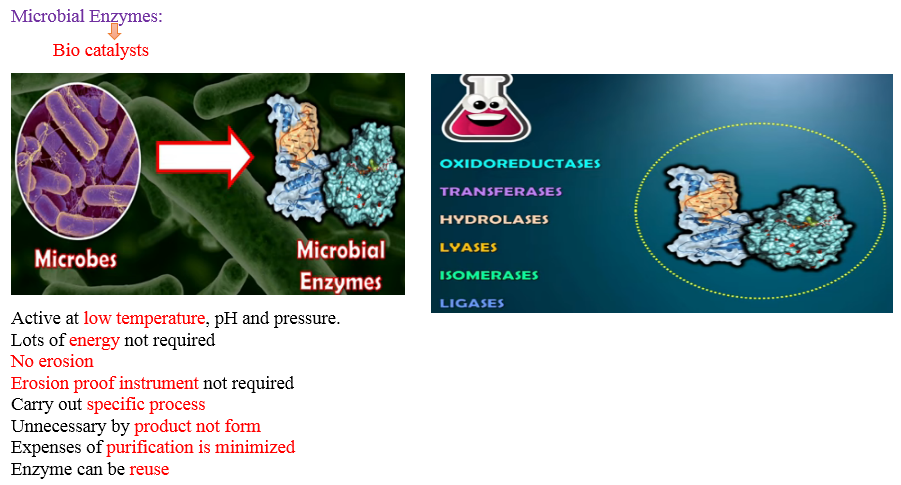 Microbial Enzymes:
Bio catalysts
Microbes
Microbial
Enzymes
OXIDOREDUCTASES
TRANSFERASES
HYDROLASES
LYASES
ISOMERASES
LIGASES
Active at low temperature, pH and pressure.
Lots of energy not required
No erosion
Erosion proof instrument not required
Carry out specific process
Unnecessary by product not form
Expenses of purification is minimized
Enzyme can be reuse